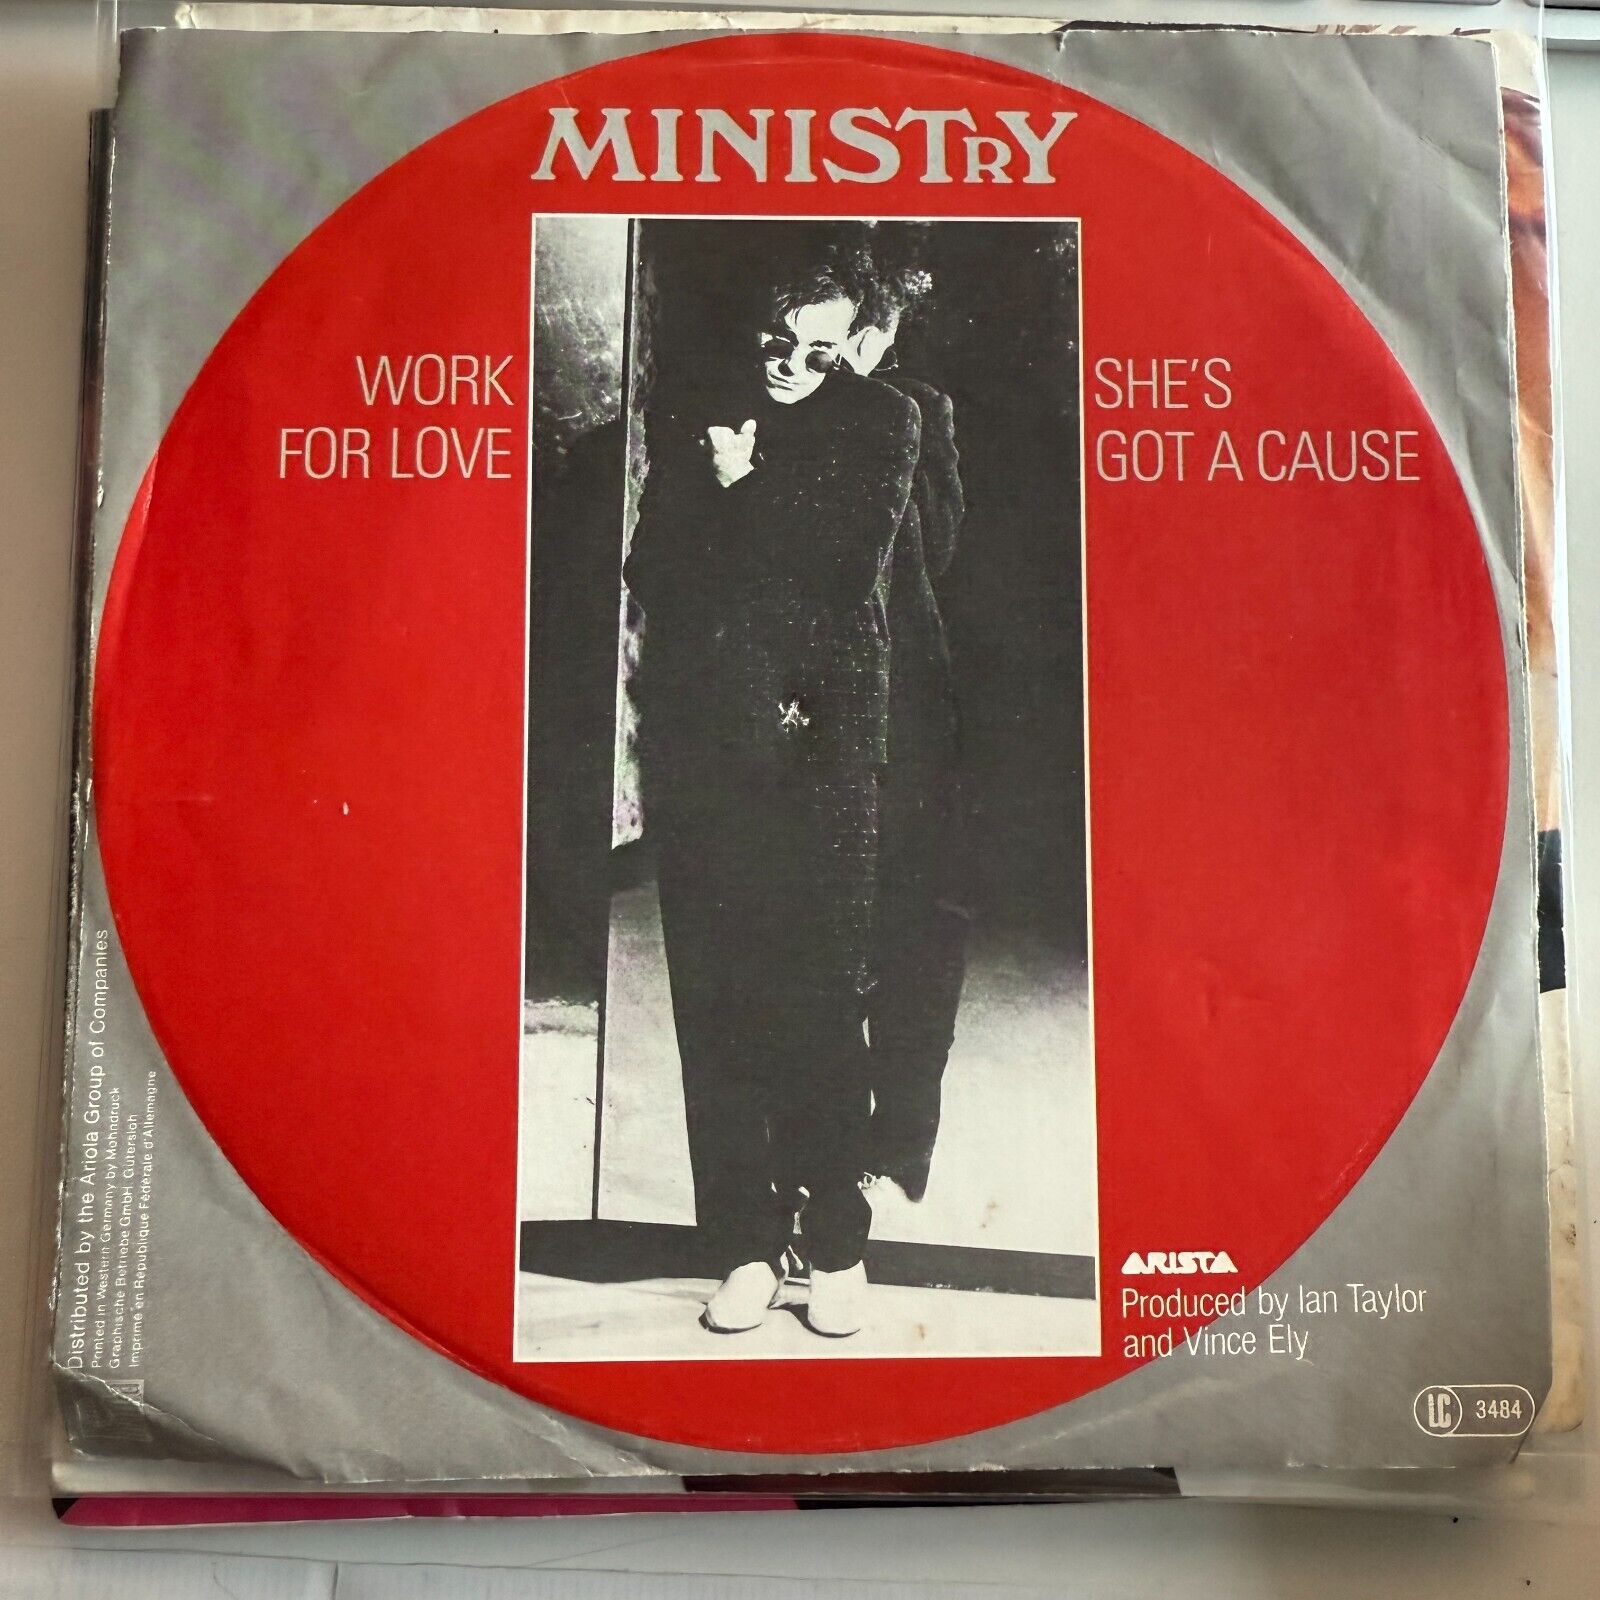 MINISTRY
WORK
FOR LOVE
SHE'S
GOT A CAUSE
ARISTA
Produced by Ian Taylor
and Vince Ely
LC 3484
Distributed by the Ariola Group of Companies
Printed in Western Germany by Mohndruck
Graphische Betriebe GmbH, Gütersloh
Imprimé en République Fédérale d'Allemagne